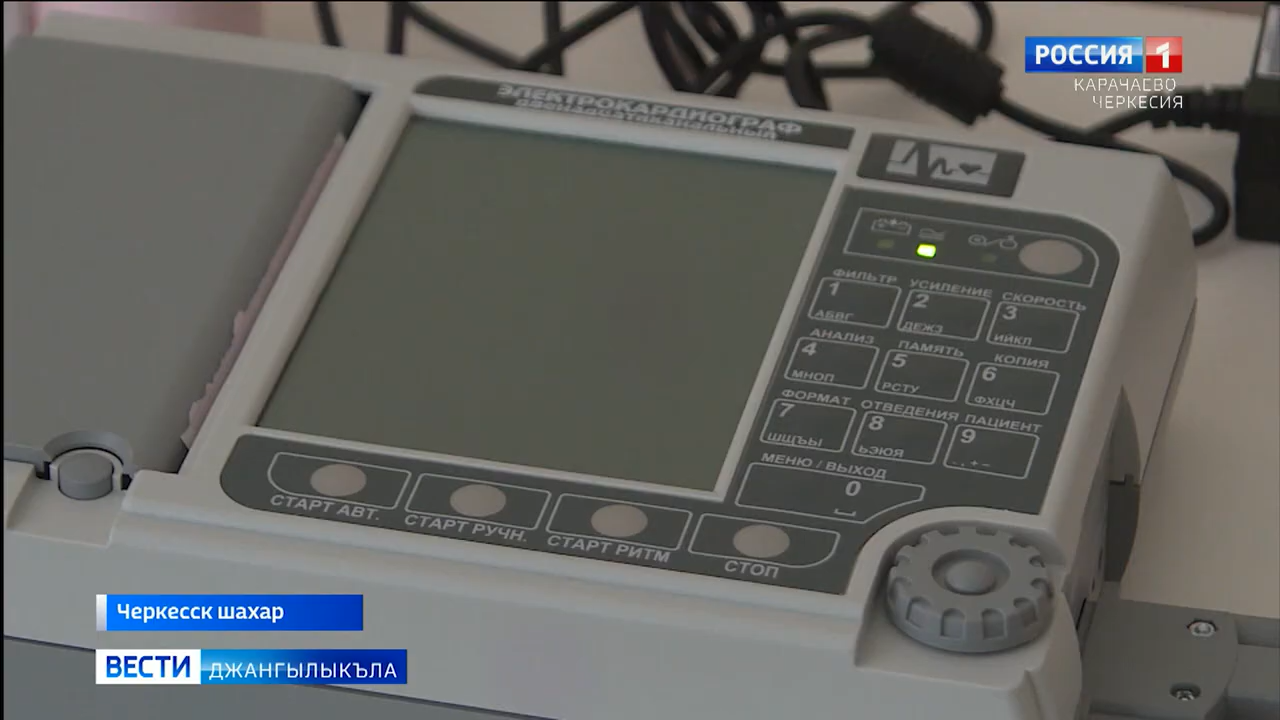 РОССИЯ 1
КАРАЧАЕВО
ЧЕРКЕСИЯ
ЭЛЕКТРОКАРДИОГРАФ
ДВЕНАДЦАТИКАНАЛЬНЫЙ
ФИЛЬТР УСИЛЕНИЕ СКОРОСТЬ
1 2 3
АБВГ ДЕЖЗ ИЙКЛ
АНАЛИЗ ПАМЯТЬ КОПИЯ
4 5 6
МНОП РСТУ ФХЦЧ
ФОРМАТ ОТВЕДЕНИЯ ПАЦИЕНТ
7 8 9
ШЩЪЫ ЬЭЮЯ . , + –
МЕНЮ / ВЫХОД
0
СТАРТ АВТ. СТАРТ РУЧН. СТАРТ РИТМ СТОП
Черкесск шахар
ВЕСТИ ДЖАНГЫЛЫКЪЛА